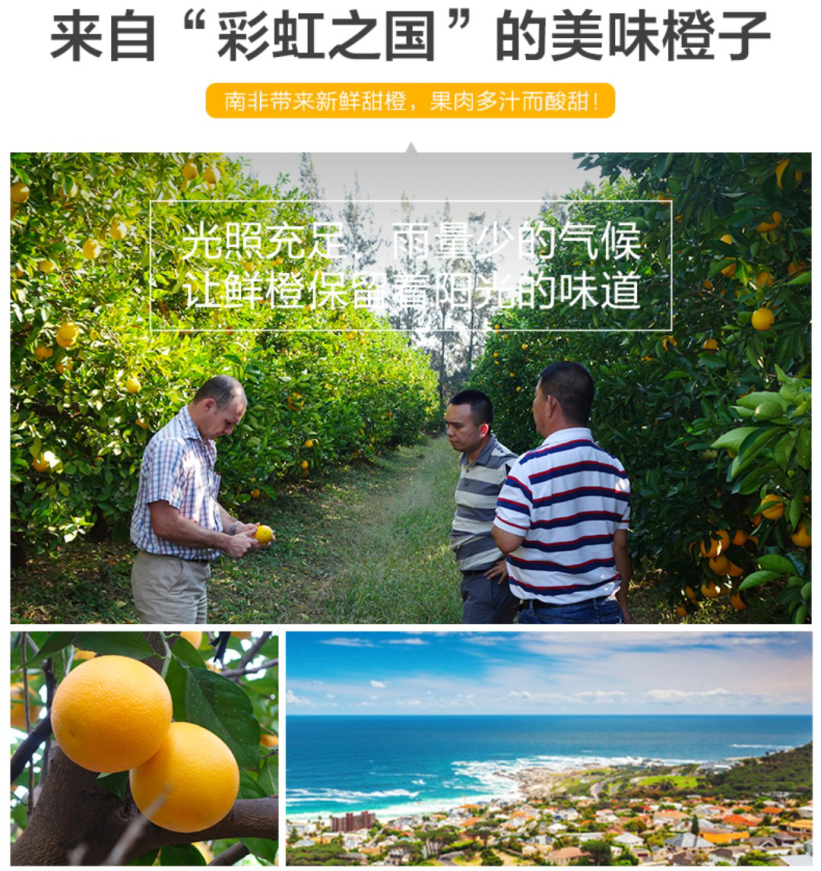 来自“彩虹之国”的美味橙子
南非带来新鲜甜橙，果肉多汁而酸甜！
光照充足，雨量少的气候
让鲜橙保留着阳光的味道